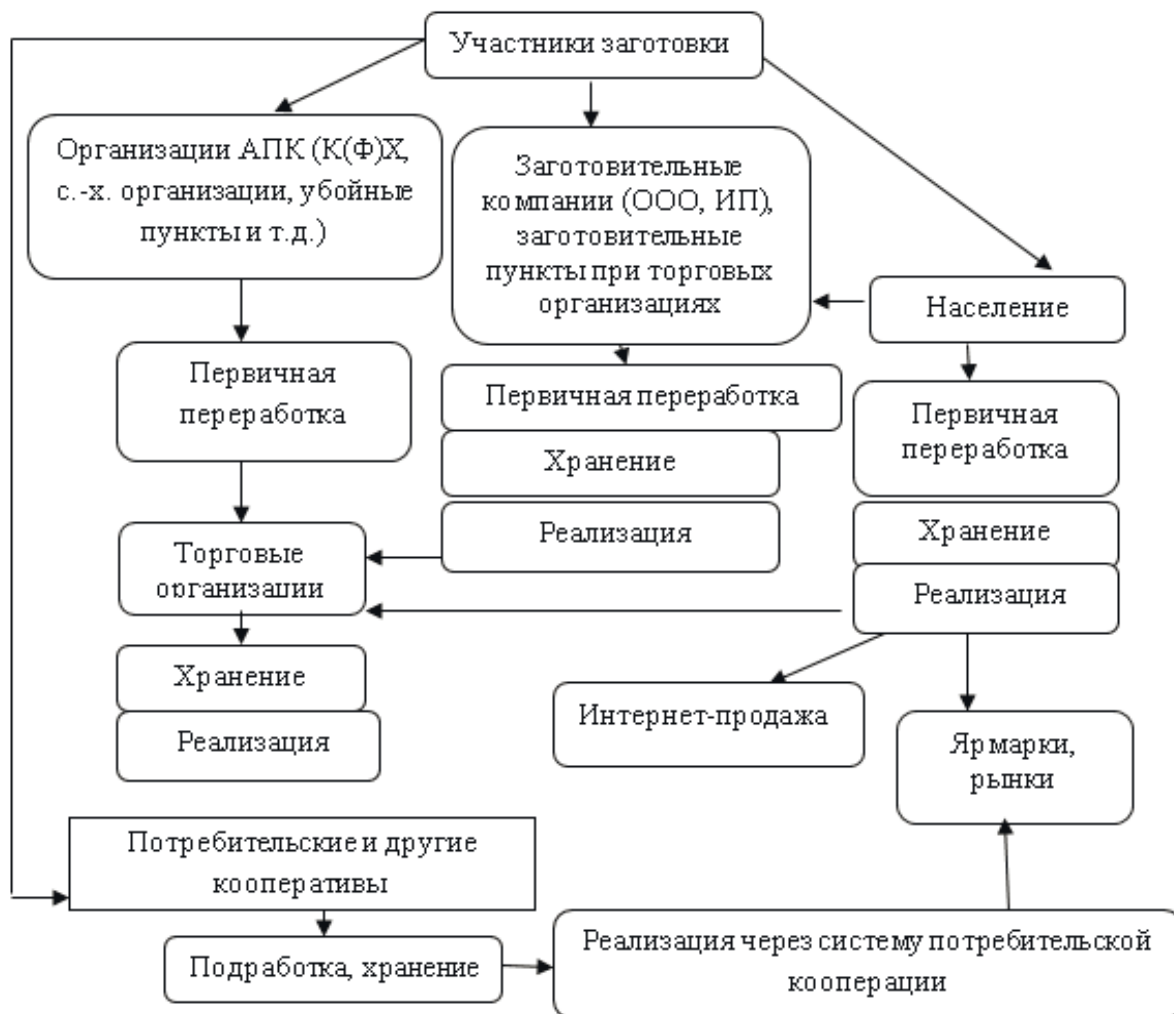 Участники заготовки
Организации АПК (К(Ф)Х,
с.-х. организации, убойные
пункты и т.д.)
Заготовительные
компании (ООО, ИП),
заготовительные
пункты при торговых
организациях
Население
Первичная
переработка
Первичная переработка
Хранение
Реализация
Первичная
переработка
Хранение
Реализация
Торговые
организации
Хранение
Реализация
Интернет-продажа
Ярмарки,
рынки
Потребительские и другие
кооперативы
Подработка, хранение
Реализация через систему потребительской
кооперации